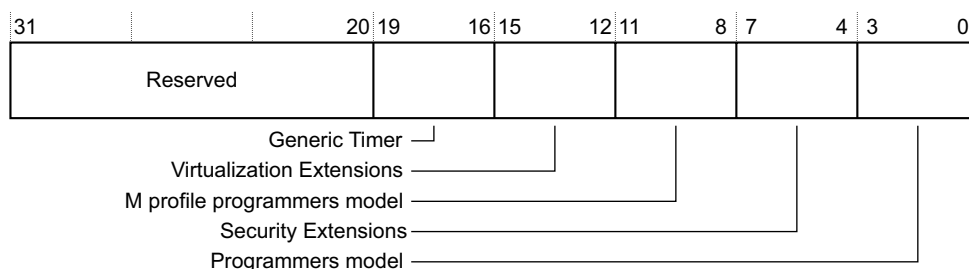 31 20 19 16 15 12 11 8 7 4 3 0
Reserved
Generic Timer
Virtualization Extensions
M profile programmers model
Security Extensions
Programmers model